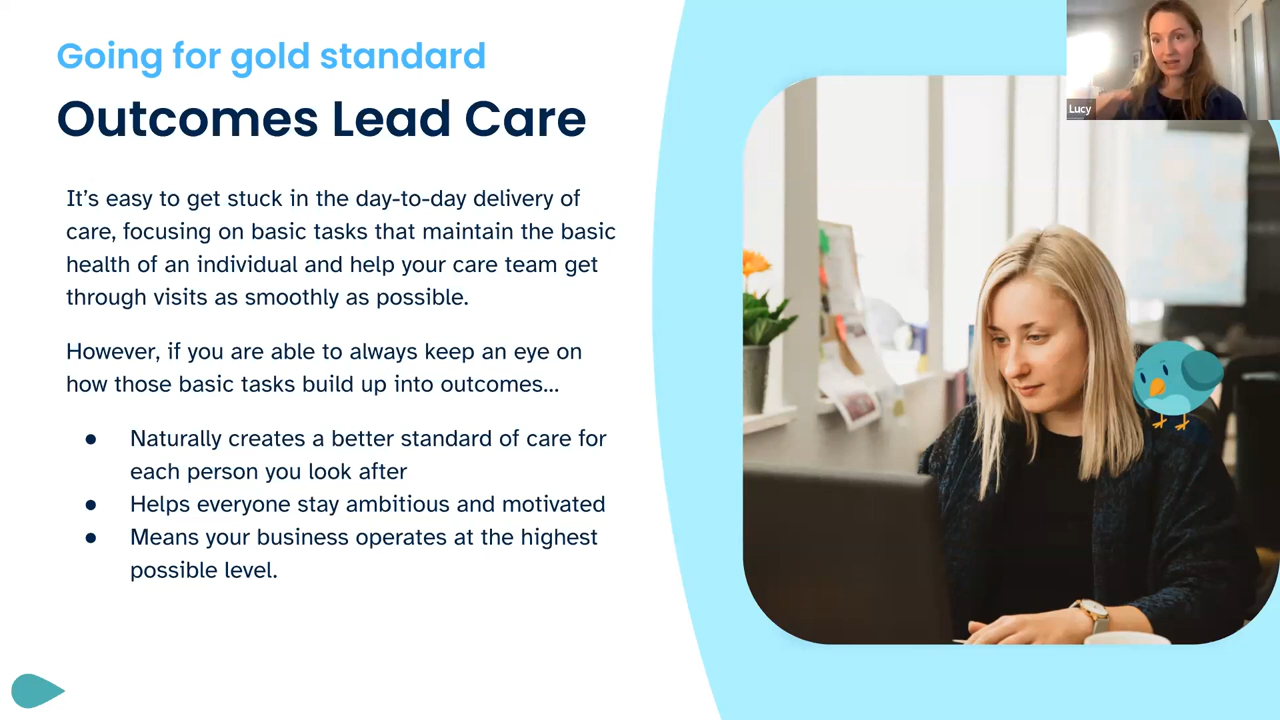 Going for gold standard
Outcomes Lead Care
It's easy to get stuck in the day-to-day delivery of
care, focusing on basic tasks that maintain the basic
health of an individual and help your care team get
through visits as smoothly as possible.
However, if you are able to always keep an eye on
how those basic tasks build up into outcomes...
● Naturally creates a better standard of care for
each person you look after
● Helps everyone stay ambitious and motivated
● Means your business operates at the highest
possible level.
Lucy